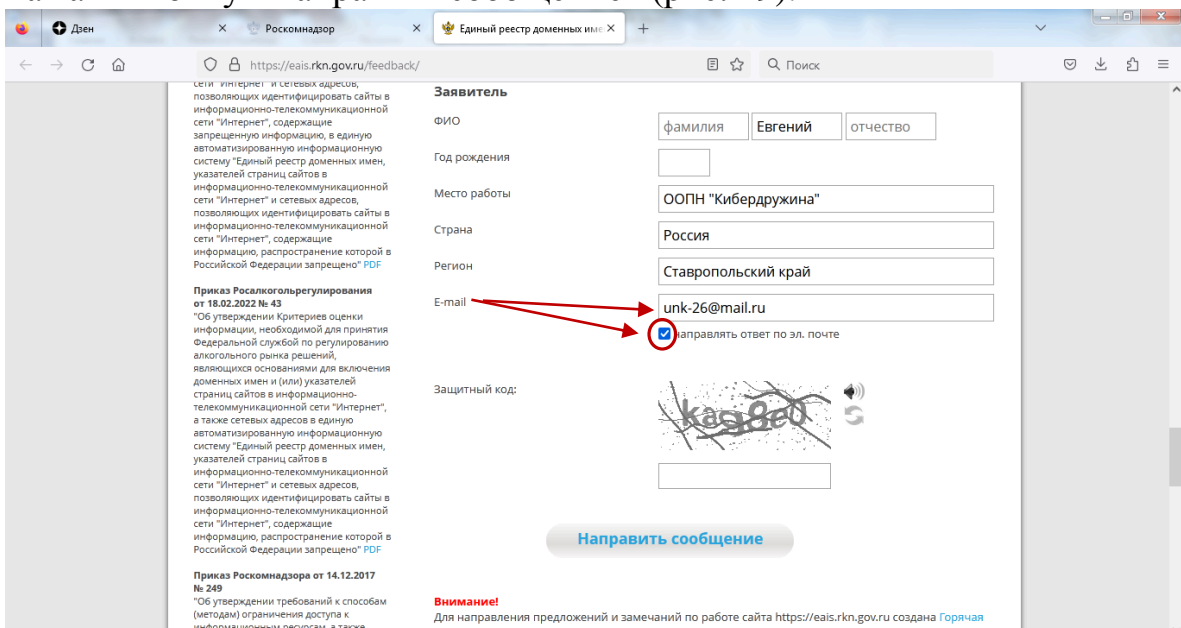 Дзен
Роскомнадзор
Единый реестр доменных име
https://eais.rkn.gov.ru/feedback/
Поиск
сети "Интернет" и сетевых адресов,
позволяющих идентифицировать сайты в
информационно-телекоммуникационной
сети "Интернет", содержащие
запрещенную информацию, в единую
автоматизированную информационную
систему "Единый реестр доменных имен,
указателей страниц сайтов в
информационно-телекоммуникационной
сети "Интернет" и сетевых адресов,
позволяющих идентифицировать сайты в
информационно-телекоммуникационной
сети "Интернет", содержащие
информацию, распространение которой в
Российской Федерации запрещено" PDF
Приказ Росалкогольрегулирования
от 18.02.2022 № 43
"Об утверждении Критериев оценки
информации, необходимой для принятия
Федеральной службой по регулированию
алкогольного рынка решений,
являющихся основаниями для включения
доменных имен и (или) указателей
страниц сайтов в информационно-
телекоммуникационной сети "Интернет",
а также сетевых адресов в единую
автоматизированную информационную
систему "Единый реестр доменных имен,
указателей страниц сайтов в
информационно-телекоммуникационной
сети "Интернет" и сетевых адресов,
позволяющих идентифицировать сайты в
информационно-телекоммуникационной
сети "Интернет", содержащие
информацию, распространение которой в
Российской Федерации запрещено" PDF
Приказ Роскомнадзора от 14.12.2017
№ 249
"Об утверждении требований к способам
(методам) ограничения доступа к
информационным ресурсам, а также
Заявитель
ФИО
фамилия Евгений отчество
Год рождения
Место работы
ООПН "Кибердружина"
Страна
Россия
Регион
Ставропольский край
E-mail
unk-26@mail.ru
направлять ответ по эл. почте
Защитный код:
Направить сообщение
Внимание!
Для направления предложений и замечаний по работе сайта https://eais.rkn.gov.ru создана Горячая